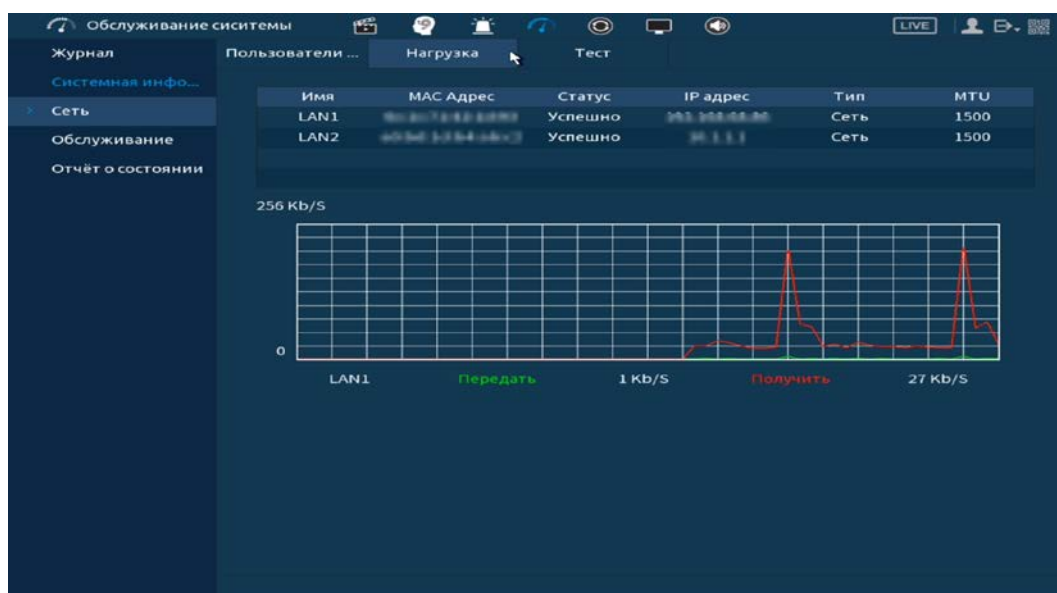 Обслуживание сиситемы
LIVE
Журнал
Системная инфо...
Сеть
Обслуживание
Отчёт о состоянии
Пользователи ... Нагрузка Тест
Имя MAC Адрес Статус IP адрес Тип MTU
LAN1 Успешно Сеть 1500
LAN2 Успешно Сеть 1500
256 Kb/S
0
LAN1 Передать 1 Kb/S Получить 27 Kb/S